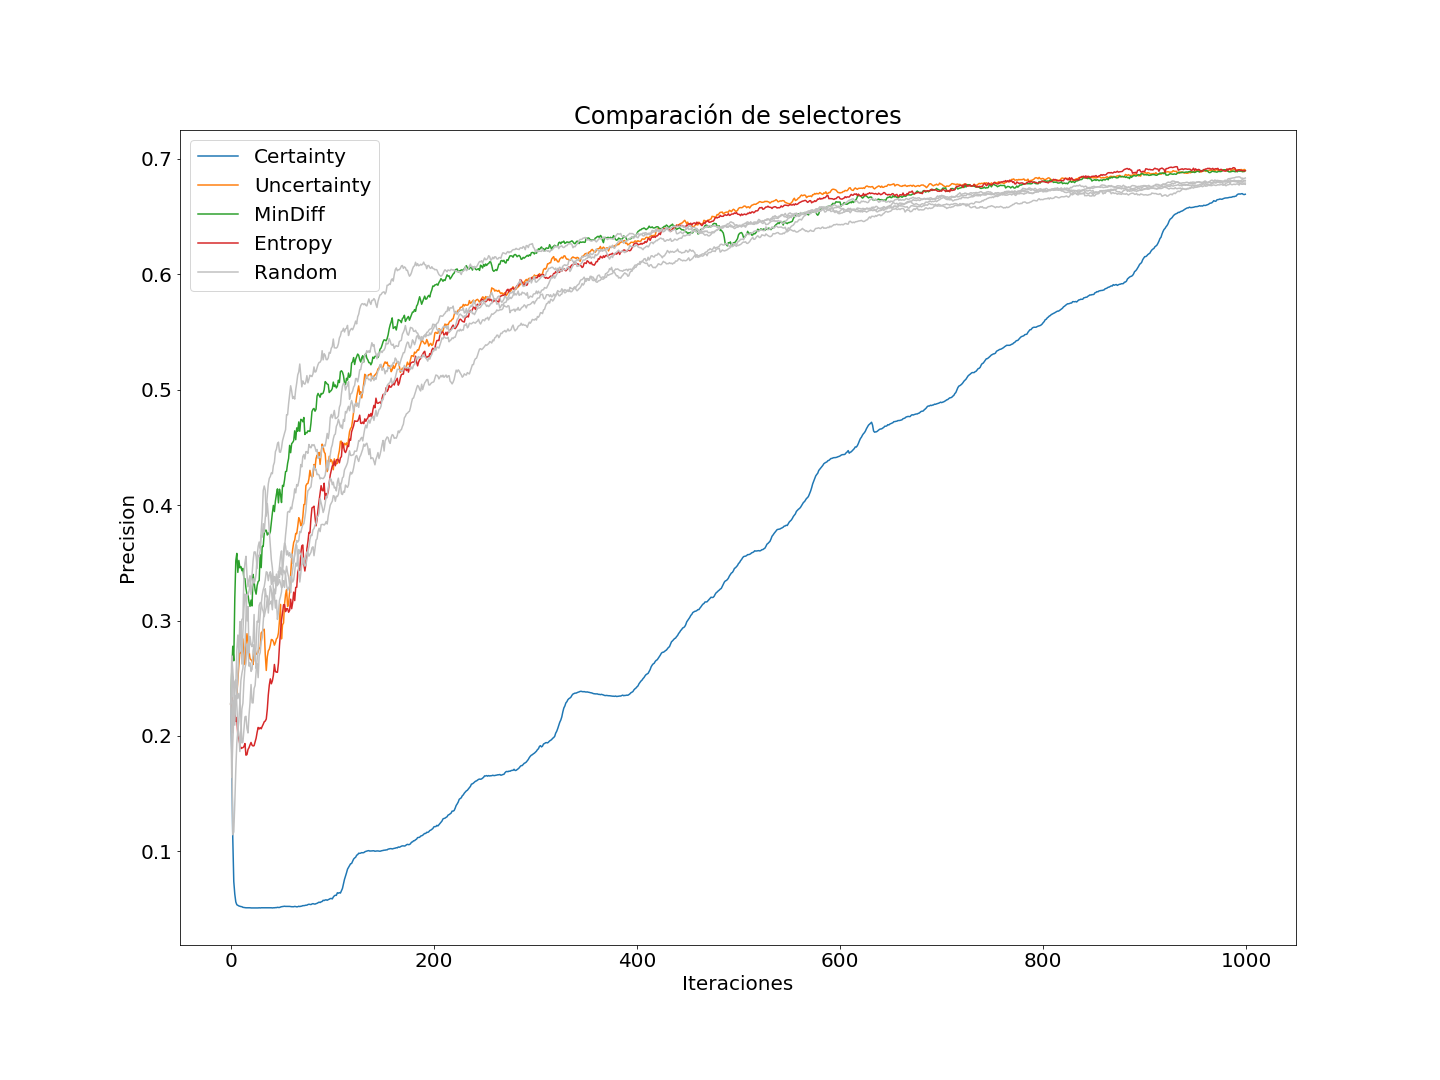 Comparación de selectores
Certainty
Uncertainty
MinDiff
Entropy
Random
0.7
0.6
0.5
0.4
0.3
0.2
0.1
Precision
0 200 400 600 800 1000
Iteraciones